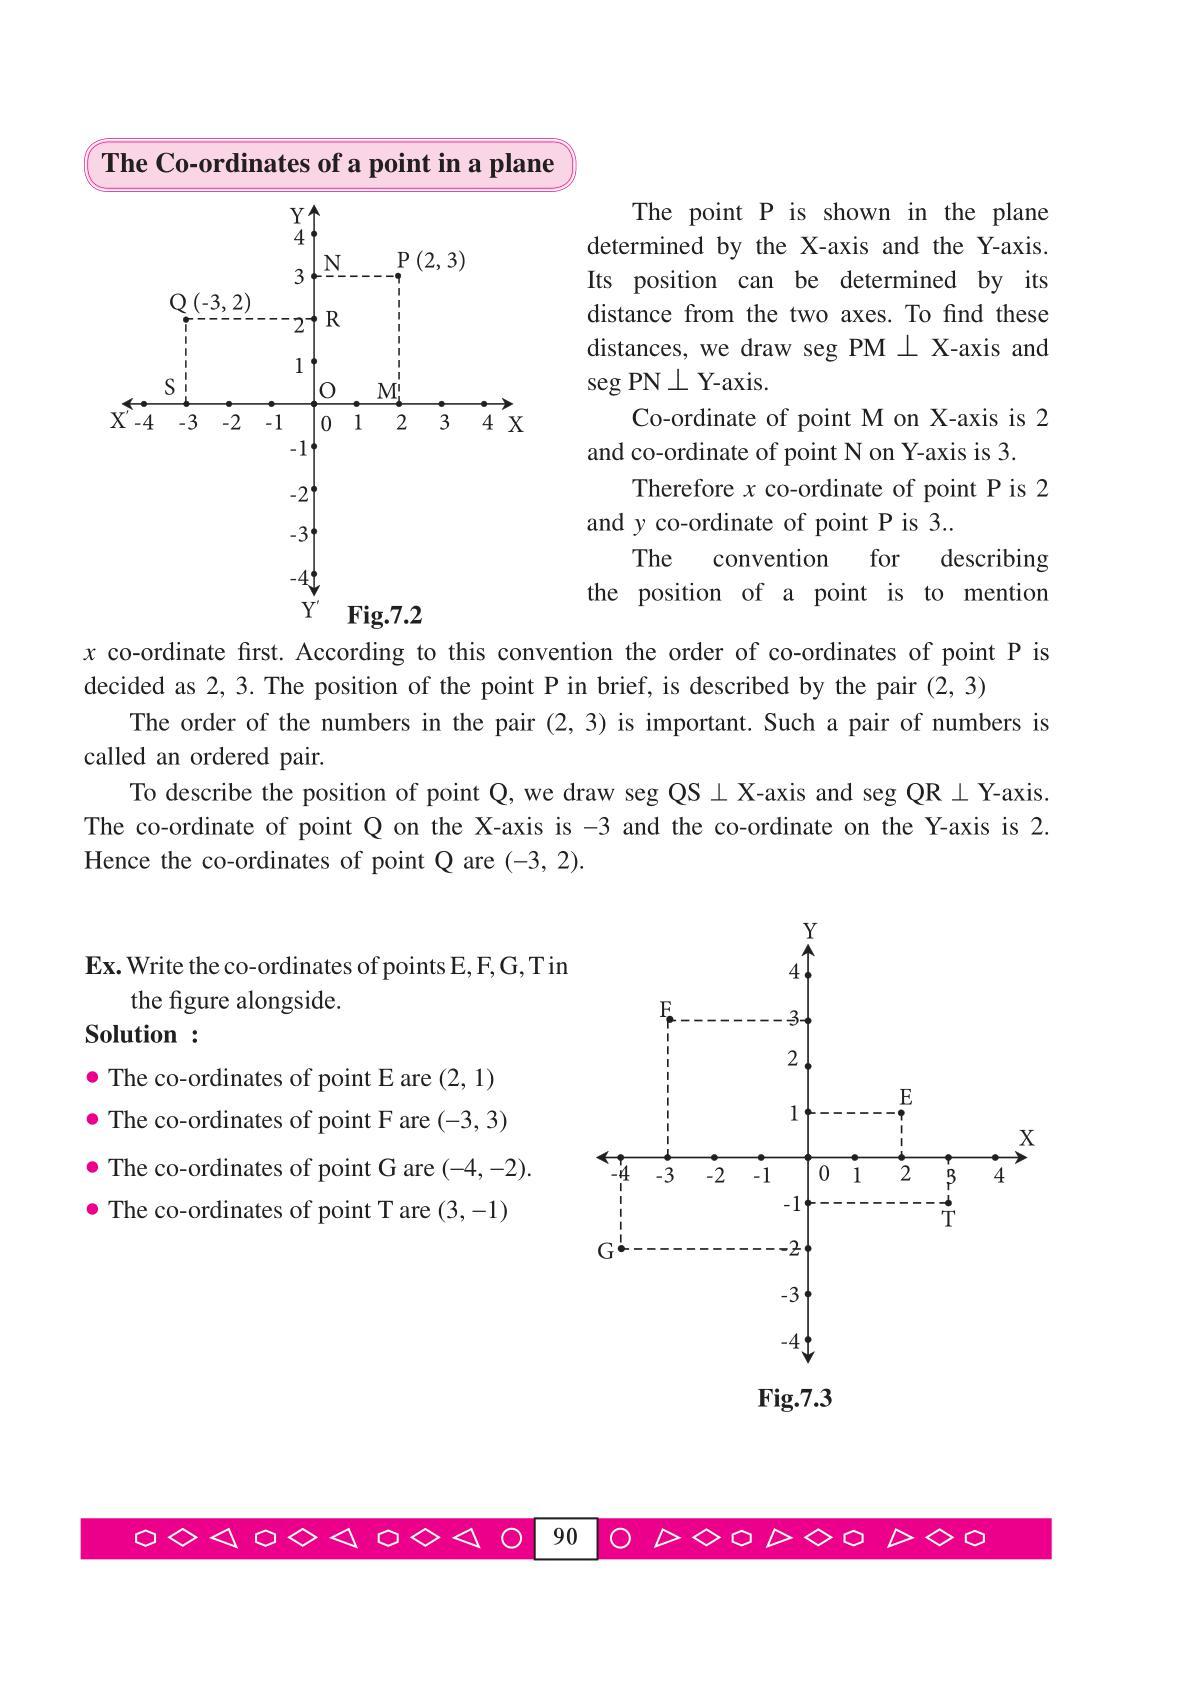 The Co-ordinates of a point in a plane
Y
4
3
N
P (2, 3)
Q (-3, 2)
2
R
1
S
O
M
X′
-4
-3
-2
-1
0
1
2
3
4
X
-1
-2
-3
-4
Y′
Fig.7.2
The point P is shown in the plane
determined by the X-axis and the Y-axis.
Its position can be determined by its
distance from the two axes. To find these
distances, we draw seg PM ⊥ X-axis and
seg PN ⊥ Y-axis.
Co-ordinate of point M on X-axis is 2
and co-ordinate of point N on Y-axis is 3.
Therefore x co-ordinate of point P is 2
and y co-ordinate of point P is 3..
The convention for describing
the position of a point is to mention
x co-ordinate first. According to this convention the order of co-ordinates of point P is
decided as 2, 3. The position of the point P in brief, is described by the pair (2, 3)
The order of the numbers in the pair (2, 3) is important. Such a pair of numbers is
called an ordered pair.
To describe the position of point Q, we draw seg QS ⊥ X-axis and seg QR ⊥ Y-axis.
The co-ordinate of point Q on the X-axis is –3 and the co-ordinate on the Y-axis is 2.
Hence the co-ordinates of point Q are (–3, 2).
Ex. Write the co-ordinates of points E, F, G, T in
the figure alongside.
Solution :
• The co-ordinates of point E are (2, 1)
• The co-ordinates of point F are (–3, 3)
• The co-ordinates of point G are (–4, –2).
• The co-ordinates of point T are (3, –1)
Y
4
F
3
2
E
1
X
-4
-3
-2
-1
0
1
2
3
4
-1
T
G
-2
-3
-4
Fig.7.3
90